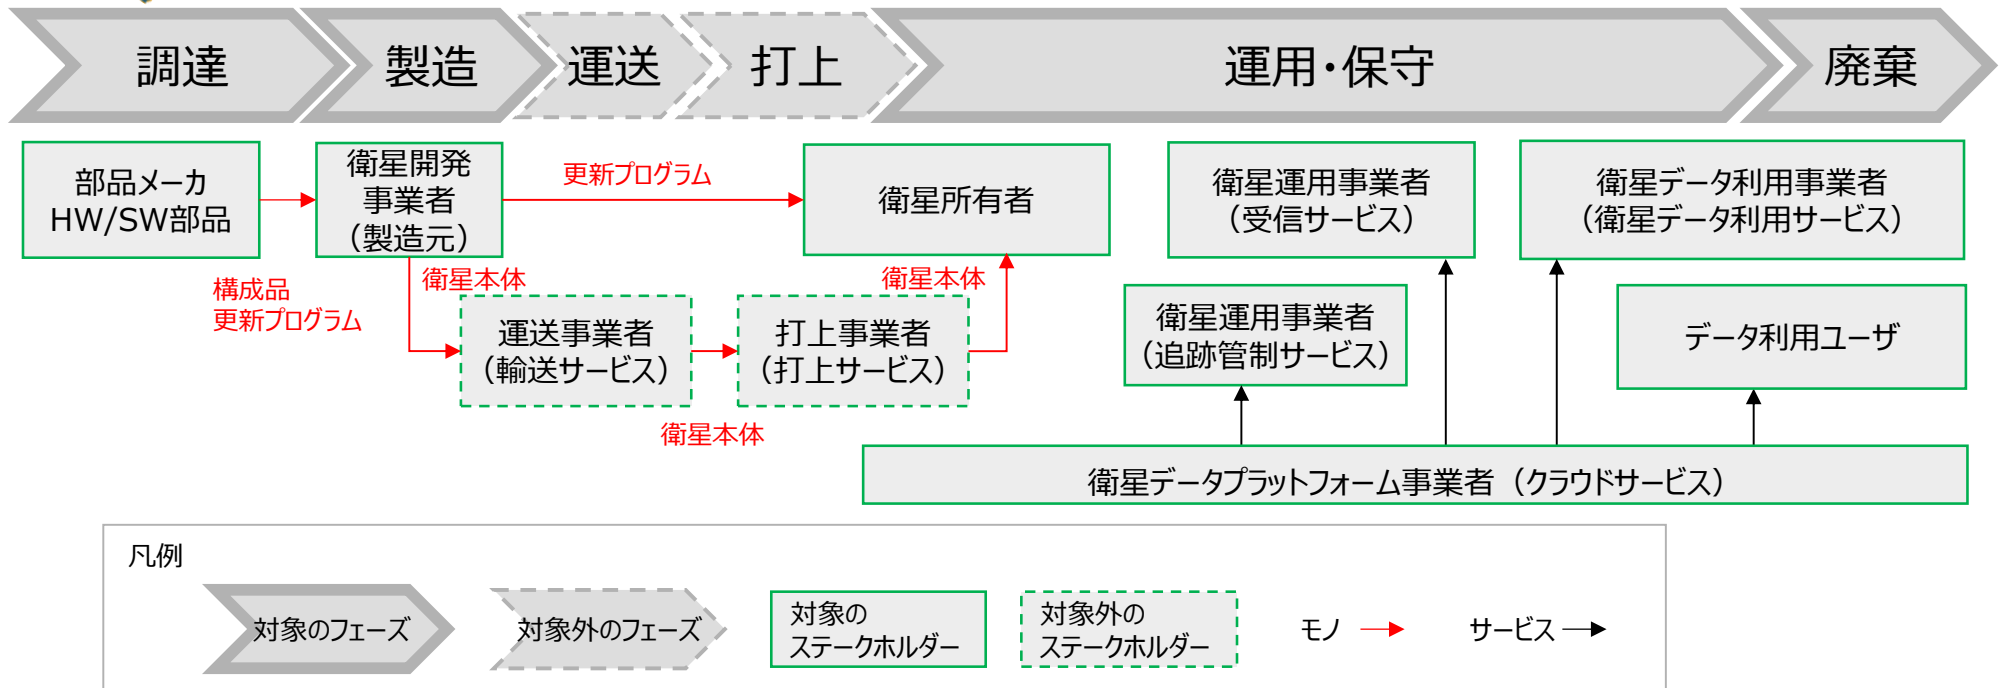 調達
製造
運送
打上
運用・保守
廃棄
部品メーカ
HW/SW部品
衛星開発
事業者
（製造元）
更新プログラム
衛星所有者
衛星運用事業者
（受信サービス）
衛星データ利用事業者
（衛星データ利用サービス）
構成品
更新プログラム
衛星本体
運送事業者
（輸送サービス）
衛星本体
打上事業者
（打上サービス）
衛星本体
衛星運用事業者
（追跡管制サービス）
データ利用ユーザ
衛星データプラットフォーム事業者（クラウドサービス）
凡例
対象のフェーズ
対象外のフェーズ
対象の
ステークホルダー
対象外の
ステークホルダー
モノ
サービス